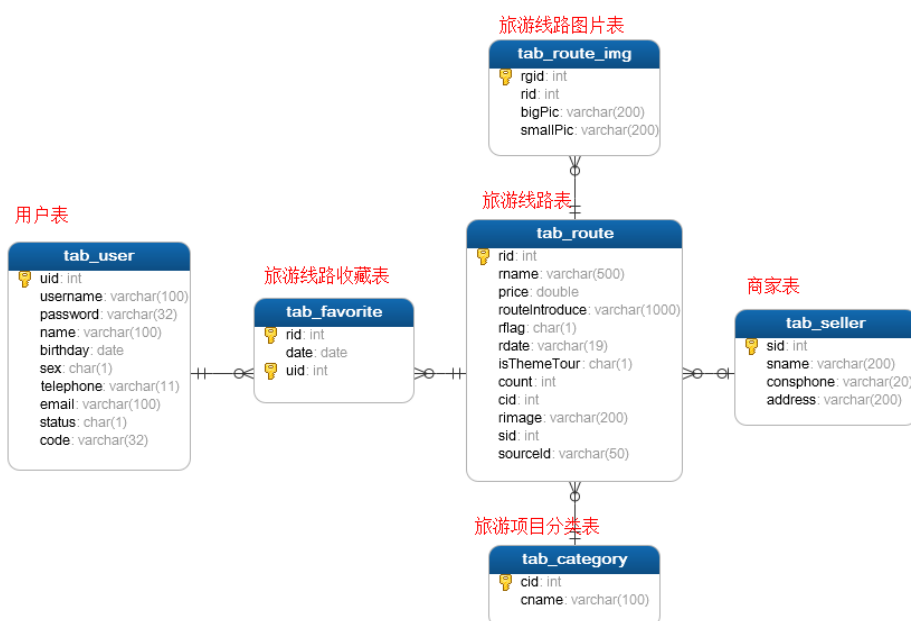 旅游线路图片表
tab_route_img
rgid: int
rid: int
bigPic: varchar(200)
smallPic: varchar(200)
用户表
tab_user
uid: int
username: varchar(100)
password: varchar(32)
name: varchar(100)
birthday: date
sex: char(1)
telephone: varchar(11)
email: varchar(100)
status: char(1)
code: varchar(32)
旅游线路收藏表
tab_favorite
rid: int
date: date
uid: int
旅游线路表
tab_route
rid: int
rname: varchar(500)
price: double
routeIntroduce: varchar(1000)
rflag: char(1)
rdate: varchar(19)
isThemeTour: char(1)
count: int
cid: int
rimage: varchar(200)
sid: int
sourceId: varchar(50)
商家表
tab_seller
sid: int
sname: varchar(200)
consphone: varchar(20)
address: varchar(200)
旅游项目分类表
tab_category
cid: int
cname: varchar(100)